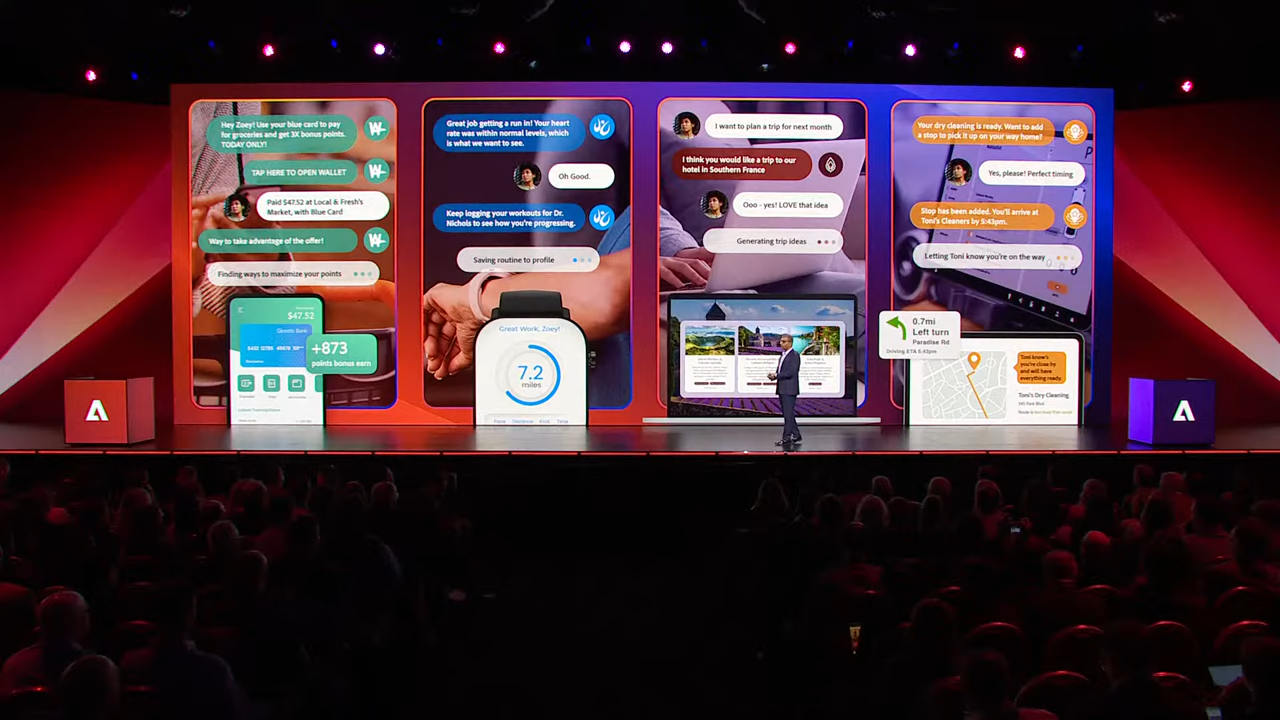 Hey Zoey! Use your blue card to pay
for groceries and get 3X bonus points.
TODAY ONLY!
TAP HERE TO OPEN WALLET
Paid $47.52 at Local & Fresh's
Market, with Blue Card
Way to take advantage of the offer!
Finding ways to maximize your points
$47.52
+873
points bonus earn
Great job getting a run in! Your heart
rate was within normal levels, which
is what we want to see.
Oh Good.
Keep logging your workouts for Dr.
Nichols to see how you're progressing.
Saving routine to profile
Great Work, Zoey!
7.2
miles
Pace Distance Kcal Time
I want to plan a trip for next month
I think you would like a trip to our
hotel in Southern France
Ooo - yes! LOVE that idea
Generating trip ideas
Your dry cleaning is ready. Want to add
a stop to pick it up on your way home?
Yes, please! Perfect timing
Stop has been added. You'll arrive at
Toni's Cleaners by 5:43pm.
Letting Toni know you're on the way
0.7mi
Left turn
Paradise Rd
Driving ETA 5:43pm
Toni know's
you're close by
and will have
everything ready.
Toni's Dry Cleaning